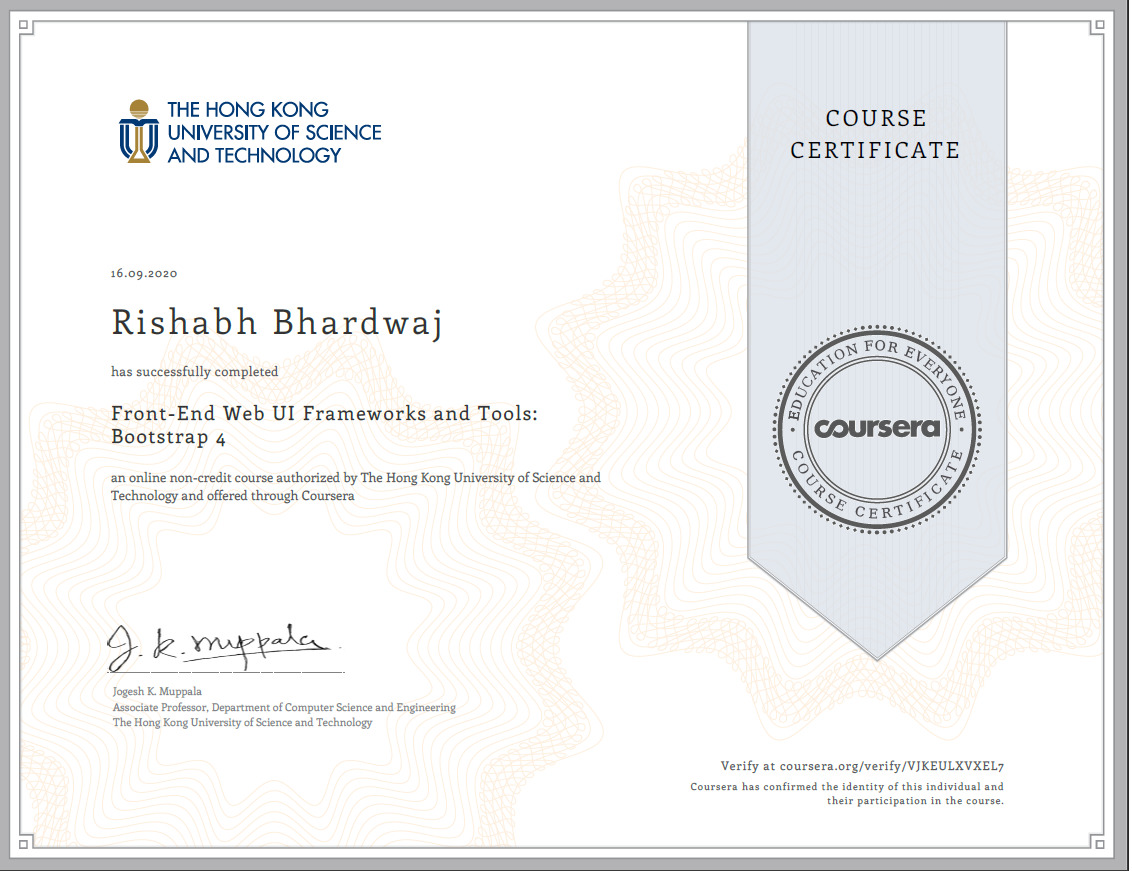 THE HONG KONG
UNIVERSITY OF SCIENCE
AND TECHNOLOGY
COURSE
CERTIFICATE
16.09.2020
Rishabh Bhardwaj
has successfully completed
Front-End Web UI Frameworks and Tools:
Bootstrap 4
an online non-credit course authorized by The Hong Kong University of Science and
Technology and offered through Coursera
EDUCATION FOR EVERYONE
coursera
COURSE CERTIFICATE
J. K. Muppala
Jogesh K. Muppala
Associate Professor, Department of Computer Science and Engineering
The Hong Kong University of Science and Technology
Verify at coursera.org/verify/VJKEULXVXEL7
Coursera has confirmed the identity of this individual and
their participation in the course.